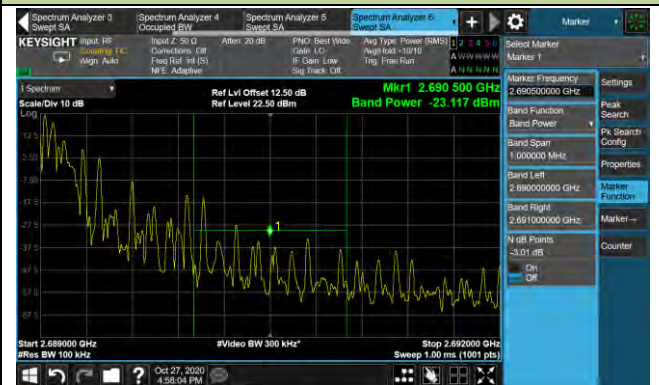 Spectrum Analyzer 3
Swept SA
Spectrum Analyzer 4
Occupied BW
Spectrum Analyzer 5
Swept SA
Spectrum Analyzer 6
Swept SA
Marker
KEYSIGHT
Input: RF
Coupling: DC
Align: Auto
Input Z: 50 Ω
Corrections: Off
Freq Ref: Int (S)
NFE: Adaptive
Atten: 20 dB
PNO: Best Wide
Gate: LO
IF Gain: Low
Sig Track: Off
Avg Type: Power (RMS)
Avg|Hold:>10/10
Trig: Free Run
1 2 3 4 5 6
A W W W W W
A N N N N N
Select Marker
Marker 1
1 Spectrum
Scale/Div 10 dB
Log
Ref Lvl Offset 12.50 dB
Ref Level 22.50 dBm
Mkr1 2.690 500 GHz
Band Power -23.117 dBm
12.5
2.50
-7.50
-17.5
-27.5
-37.5
-47.5
-57.5
-67.5
1
Start 2.689000 GHz
#Res BW 100 kHz
#Video BW 300 kHz*
Stop 2.692000 GHz
Sweep 1.00 ms (1001 pts)
Marker Frequency
2.690500000 GHz
Band Function
Band Power
Band Span
1.000000 MHz
Band Left
2.690000000 GHz
Band Right
2.691000000 GHz
N dB Points
-3.01 dB
On
Off
Settings
Peak
Search
Pk Search
Config
Properties
Marker
Function
Marker→
Counter
?
Oct 27, 2020
4:58:04 PM